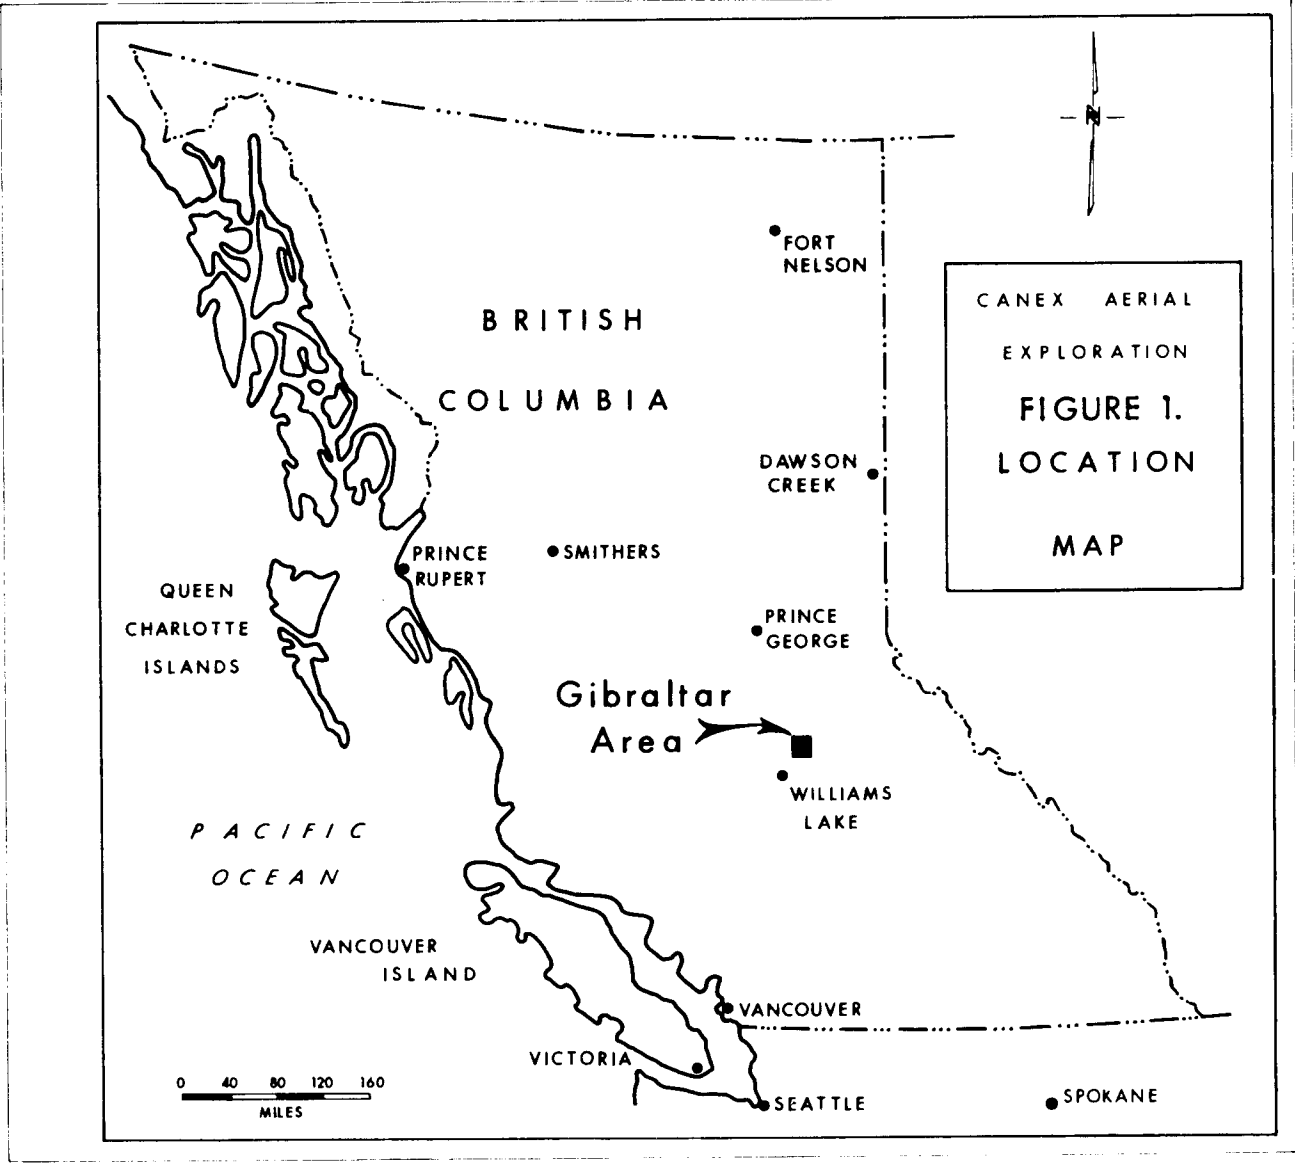 N
FORT
NELSON
CANEX AERIAL
EXPLORATION
FIGURE 1.
LOCATION
MAP
BRITISH
COLUMBIA
DAWSON
CREEK
PRINCE
RUPERT
SMITHERS
QUEEN
CHARLOTTE
ISLANDS
PRINCE
GEORGE
Gibraltar
Area
WILLIAMS
LAKE
PACIFIC
OCEAN
VANCOUVER
ISLAND
VANCOUVER
VICTORIA
0 40 80 120 160
MILES
SEATTLE
SPOKANE